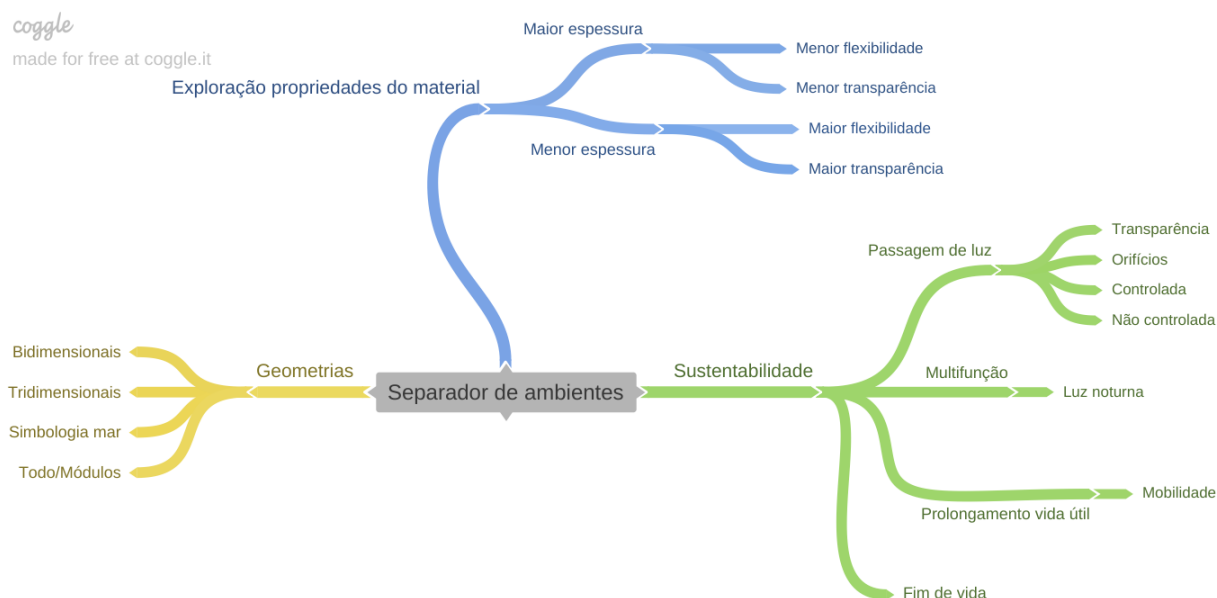 coggle
made for free at coggle.it
Exploração propriedades do material
Maior espessura
Menor flexibilidade
Menor transparência
Menor espessura
Maior flexibilidade
Maior transparência
Separador de ambientes
Geometrias
Bidimensionais
Tridimensionais
Simbologia mar
Todo/Módulos
Sustentabilidade
Passagem de luz
Transparência
Orifícios
Controlada
Não controlada
Multifunção
Luz noturna
Prolongamento vida útil
Mobilidade
Fim de vida